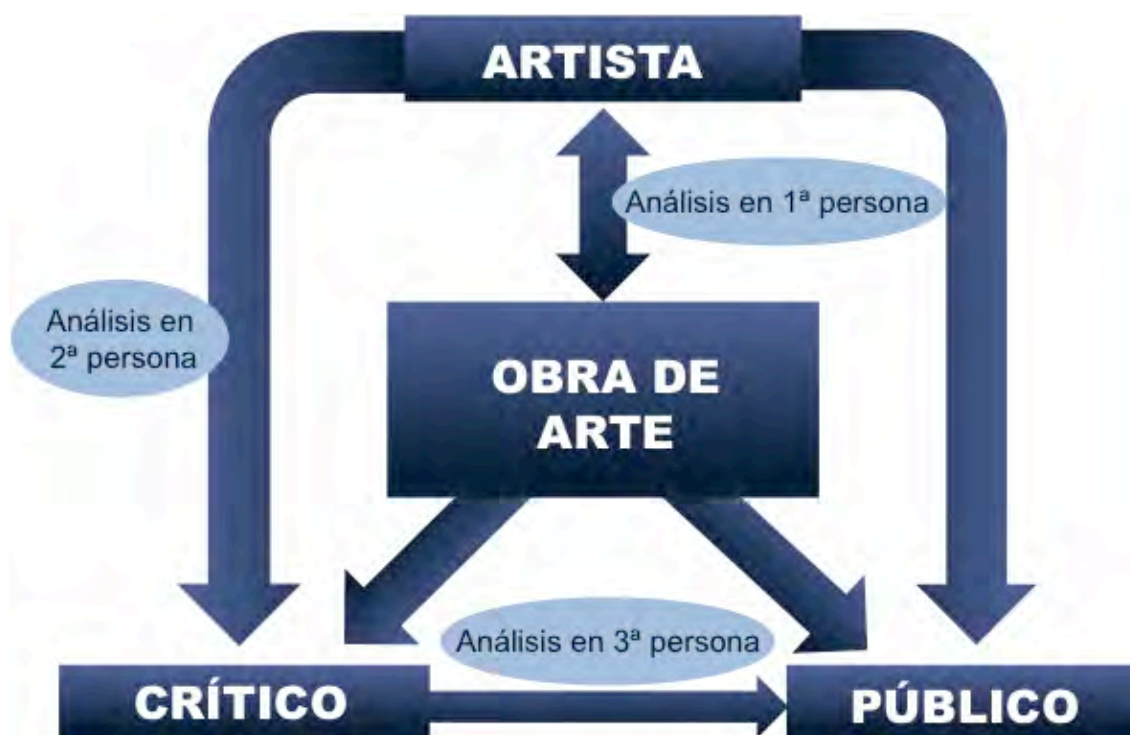 ARTISTA
Análisis en 1ª persona
Análisis en
2ª persona
OBRA DE
ARTE
Análisis en 3ª persona
CRÍTICO
PÚBLICO